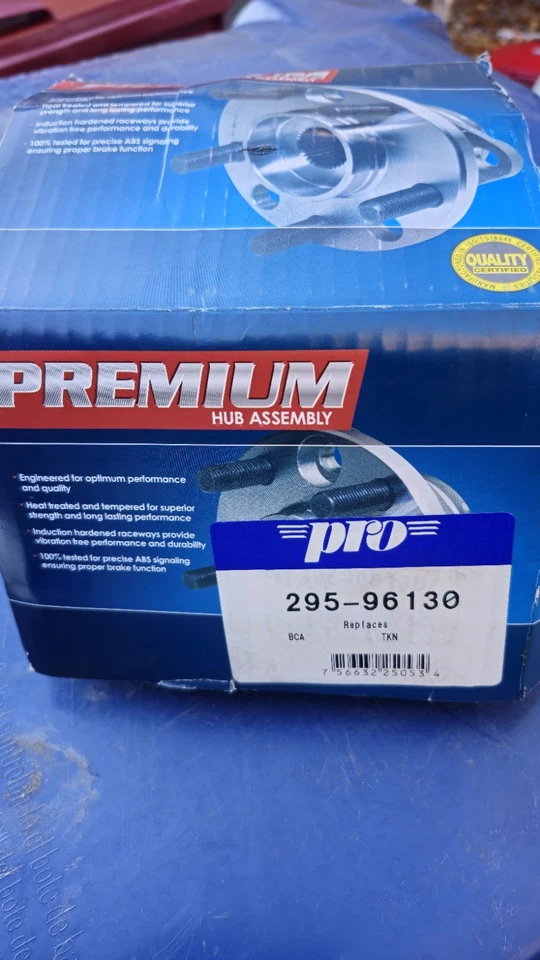 HUB ASSEMBLY
Heat treated and tempered for superior
strength and long lasting performance
Induction hardened raceways provide
vibration free performance and durability
100% tested for precise ABS signaling
ensuring proper brake function
QUALITY
CERTIFIED
PREMIUM
HUB ASSEMBLY
Engineered for optimum performance
and quality
Heat treated and tempered for superior
strength and long lasting performance
Induction hardened raceways provide
vibration free performance and durability
100% tested for precise ABS signaling
ensuring proper brake function
pro
295-96130
Replaces
BCA TKN
7 56632 25053 4